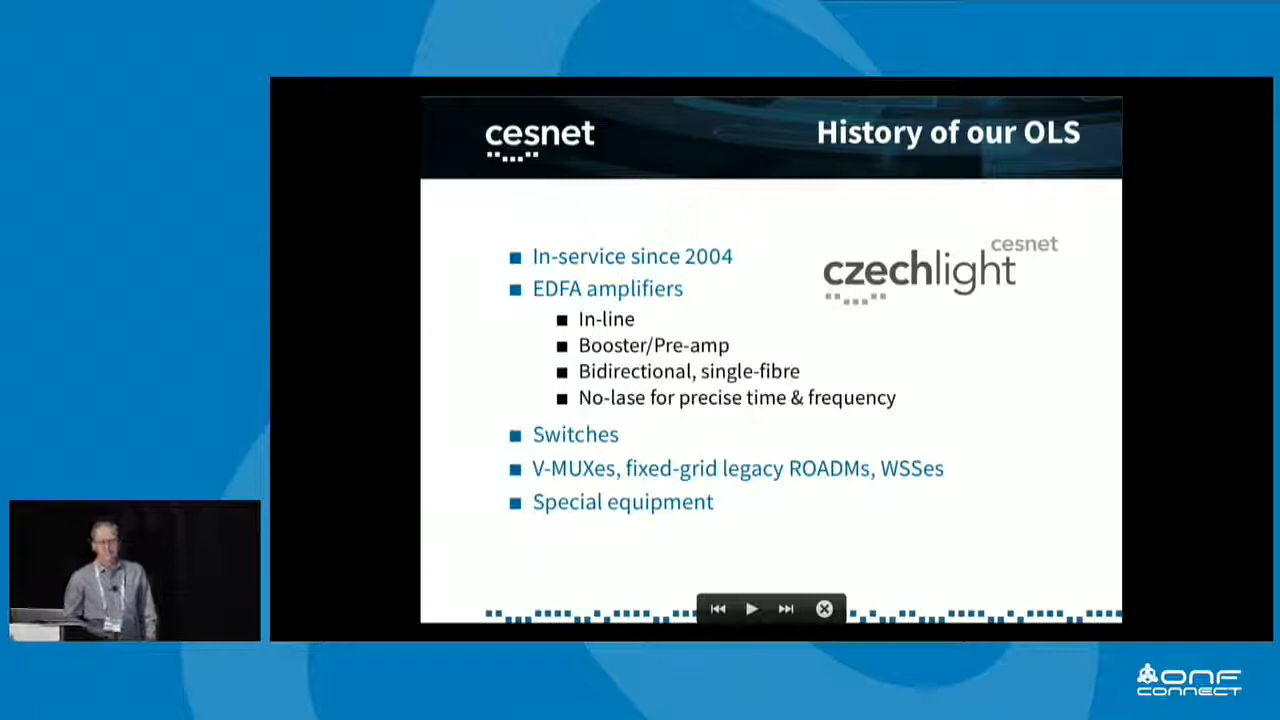 cesnet
History of our OLS
cesnet
czechlight
In-service since 2004
EDFA amplifiers
In-line
Booster/Pre-amp
Bidirectional, single-fibre
No-lase for precise time & frequency
Switches
V-MUXes, fixed-grid legacy ROADMs, WSSes
Special equipment
ONF
CONNECT